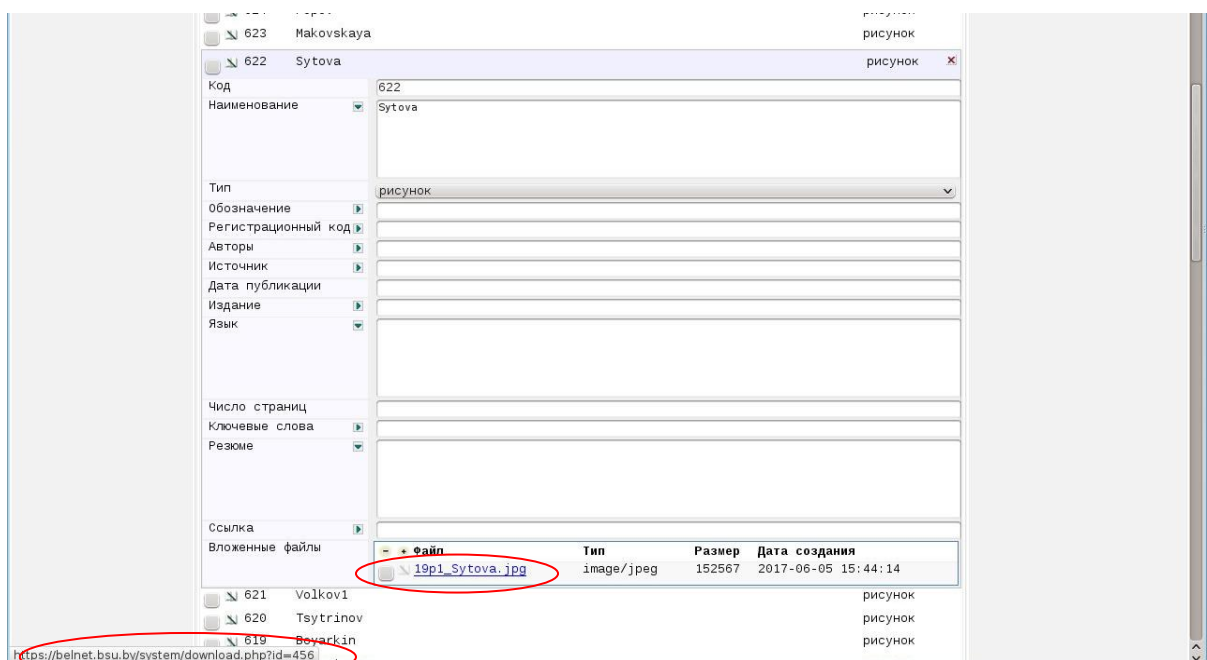 623 Makovskaya рисунок
622 Sytova рисунок
Код 622
Наименование Sytova
Тип рисунок
Обозначение
Регистрационный код
Авторы
Источник
Дата публикации
Издание
Язык
Число страниц
Ключевые слова
Резюме
Ссылка
Вложенные файлы
Файл Тип Размер Дата создания
19p1_Sytova.jpg image/jpeg 152567 2017-06-05 15:44:14
621 Volkov1 рисунок
620 Tsytrinov рисунок
619 Boyarkin рисунок
https://belnet.bsu.by/system/download.php?id=456